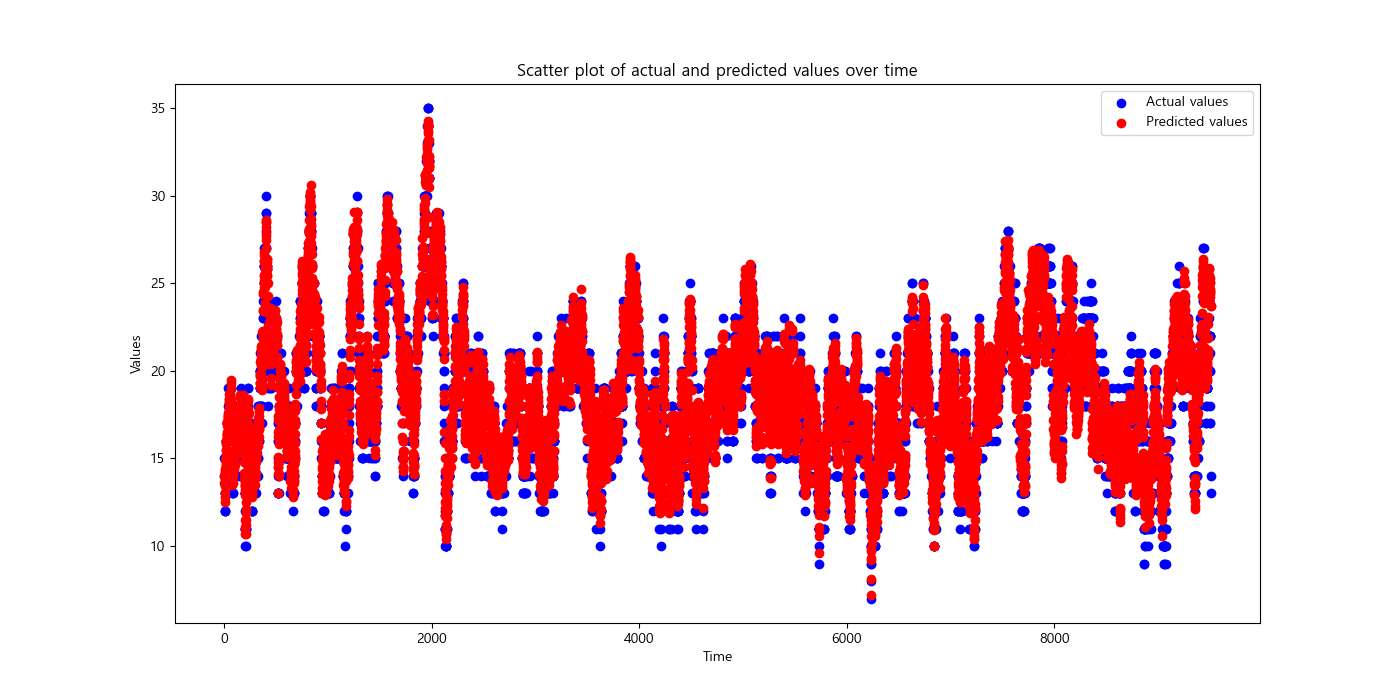 Scatter plot of actual and predicted values over time
Actual values
Predicted values
35
30
25
20
15
10
Values
0
2000
4000
6000
8000
Time